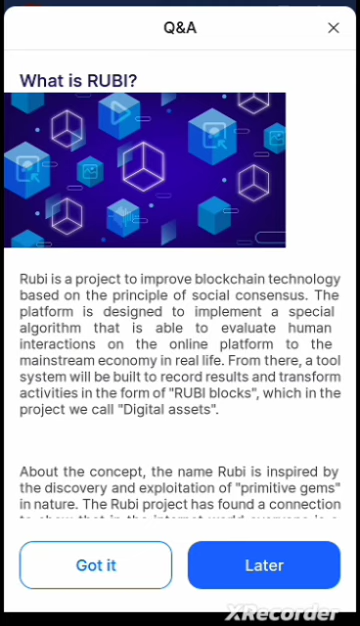 Q&A
What is RUBI?
Rubi is a project to improve blockchain technology
based on the principle of social consensus. The
platform is designed to implement a special
algorithm that is able to evaluate human
interactions on the online platform to the
mainstream economy in real life. From there, a tool
system will be built to record results and transform
activities in the form of "RUBI blocks", which in the
project we call "Digital assets".
About the concept, the name Rubi is inspired by
the discovery and exploitation of "primitive gems"
in nature. The Rubi project has found a connection
Got it
Later
XRecorder